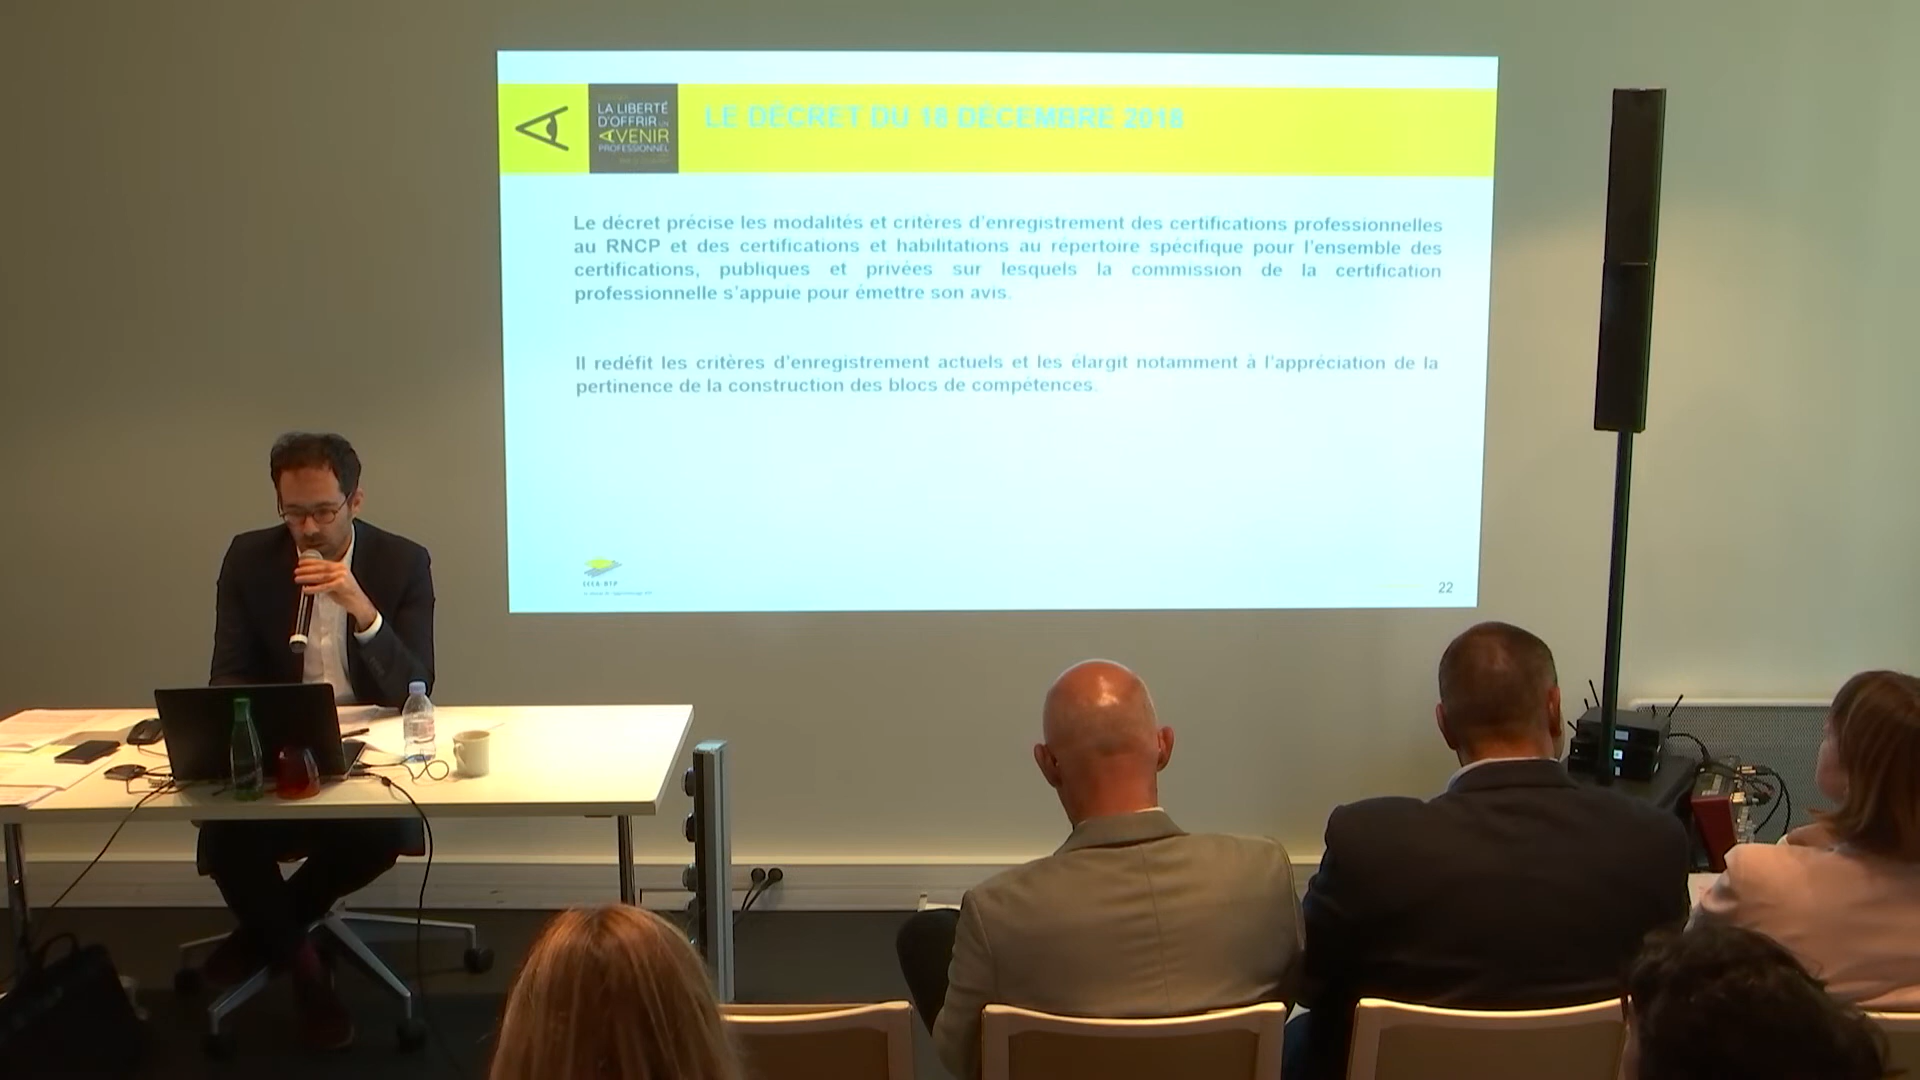 LA LIBERTÉ
D'OFFRIR UN
AVENIR
PROFESSIONNEL
LE DÉCRET DU 18 DÉCEMBRE 2018
Le décret précise les modalités et critères d'enregistrement des certifications professionnelles
au RNCP et des certifications et habilitations au répertoire spécifique pour l'ensemble des
certifications, publiques et privées sur lesquels la commission de la certification
professionnelle s'appuie pour émettre son avis.
Il redéfit les critères d'enregistrement actuels et les élargit notamment à l'appréciation de la
pertinence de la construction des blocs de compétences.
CCCA-BTP
22